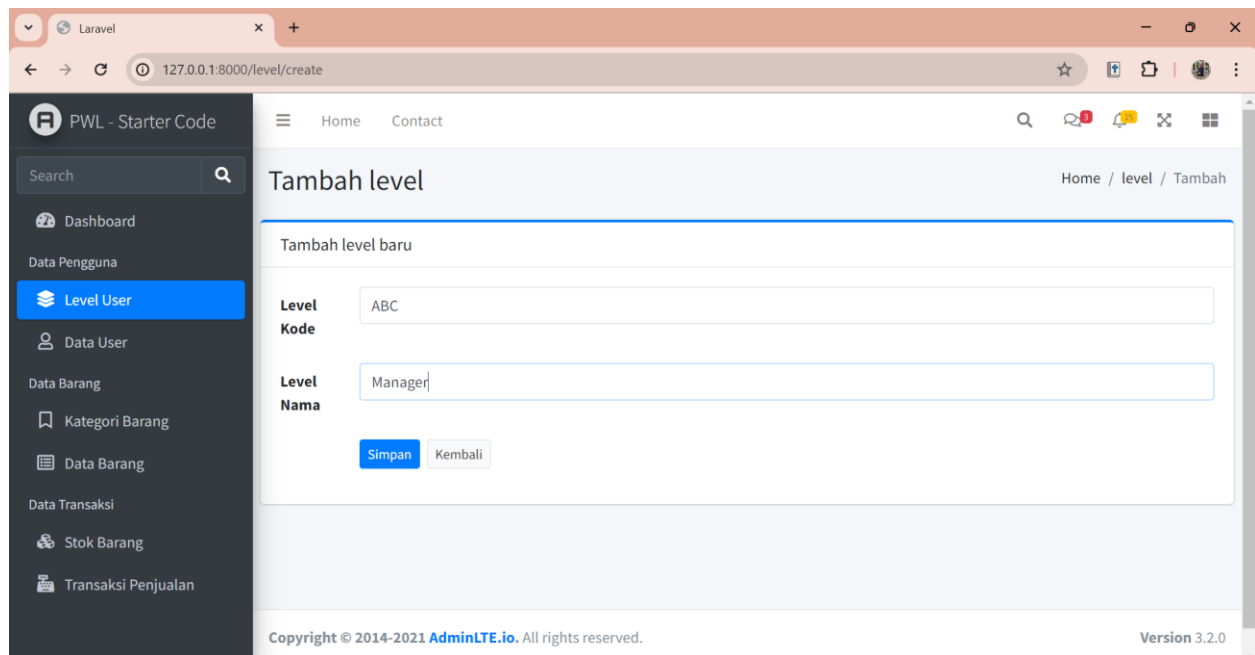 Laravel
127.0.0.1:8000/level/create
PWL - Starter Code
Home Contact
3
15
Search
Tambah level
Home / level / Tambah
Dashboard
Data Pengguna
Level User
Data User
Data Barang
Kategori Barang
Data Barang
Data Transaksi
Stok Barang
Transaksi Penjualan
Tambah level baru
Level
Kode
ABC
Level
Nama
Manager
Simpan Kembali
Copyright © 2014-2021 AdminLTE.io. All rights reserved.
Version 3.2.0